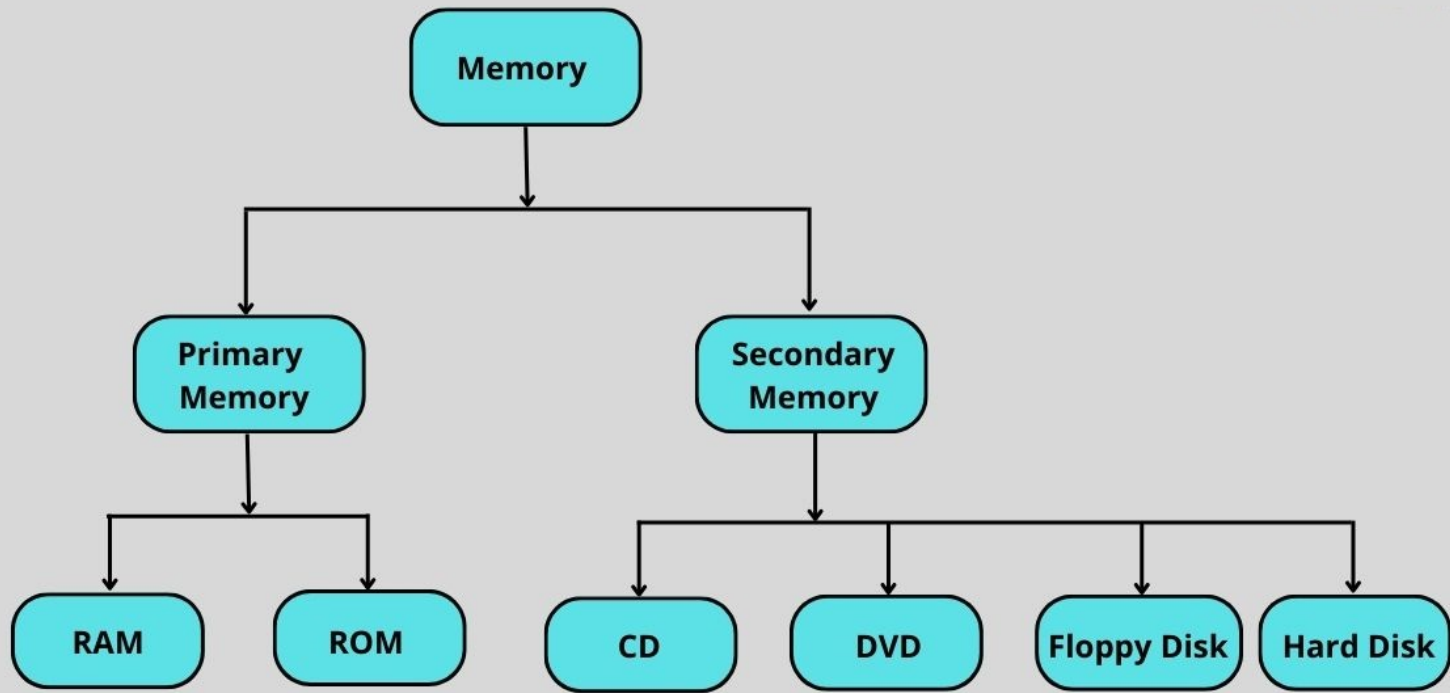 Memory
Primary
Memory
Secondary
Memory
RAM
ROM
CD
DVD
Floppy Disk
Hard Disk